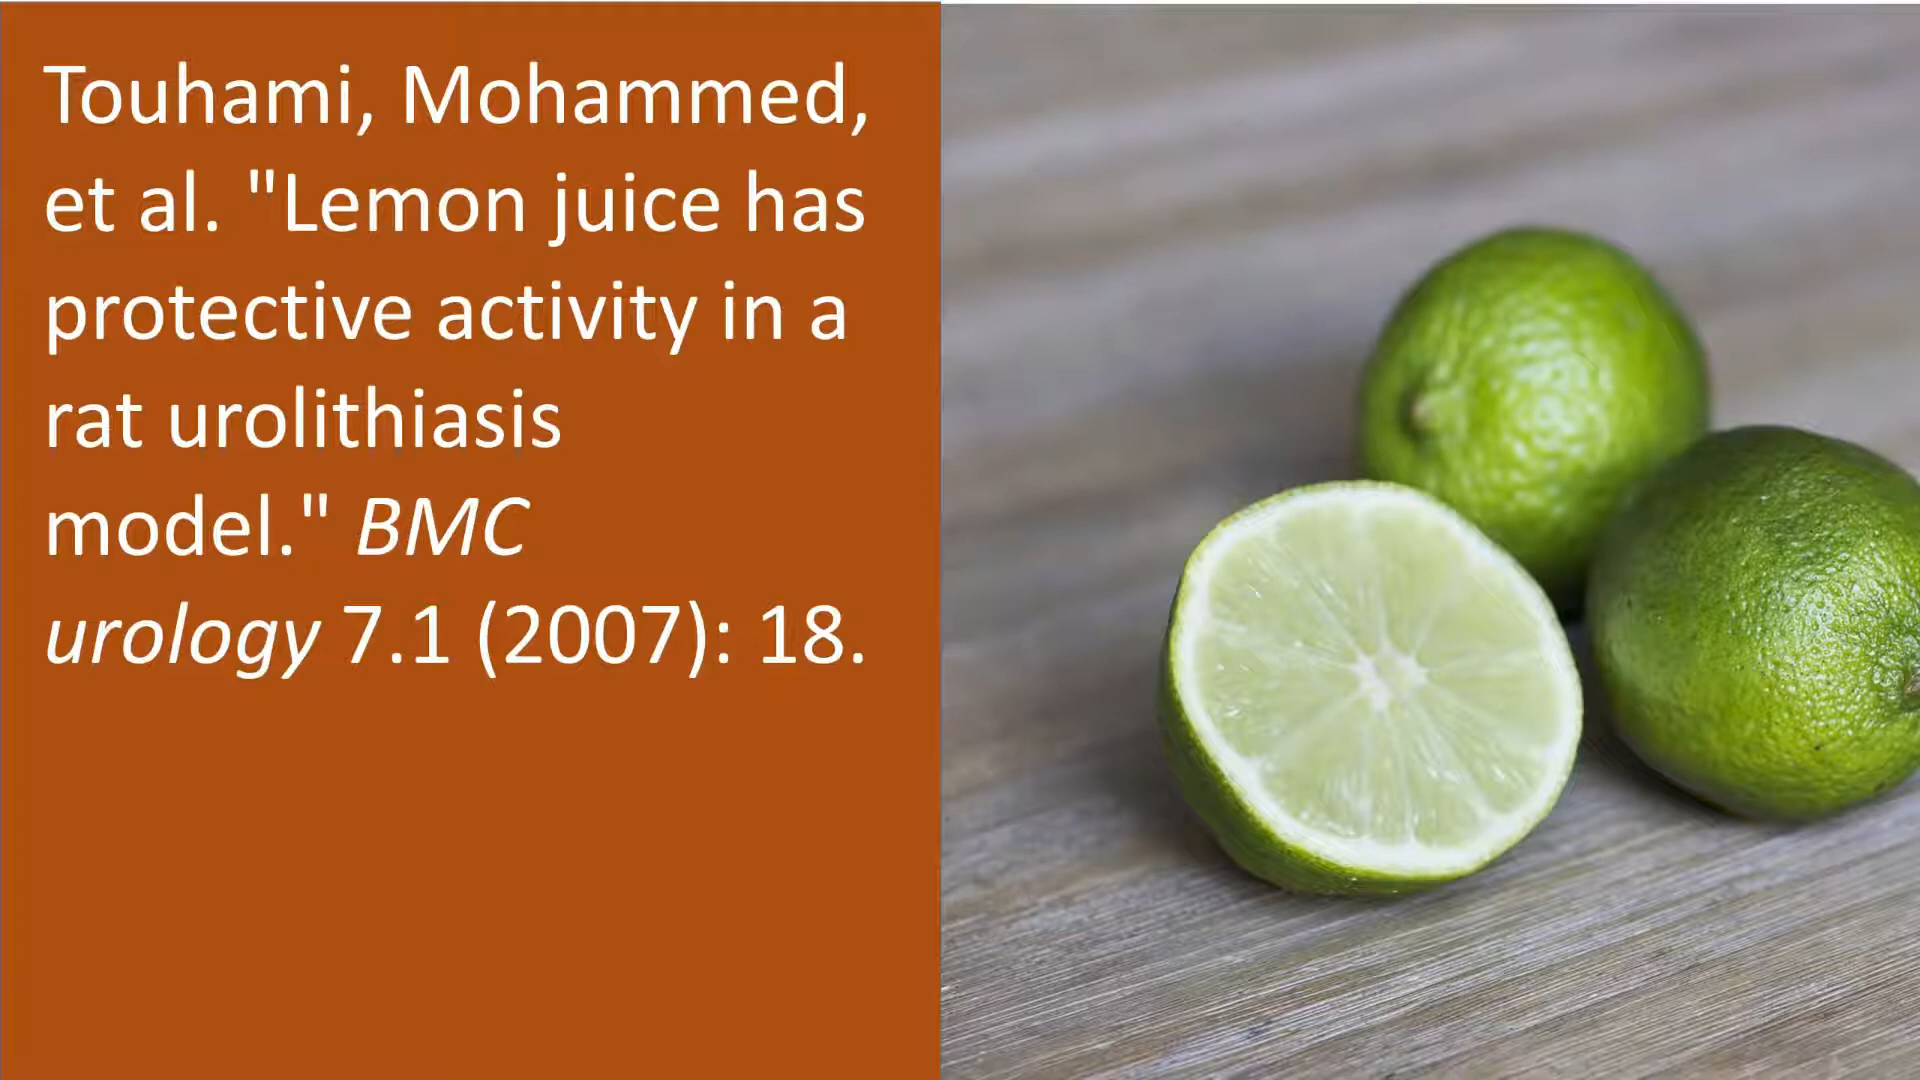 Touhami, Mohammed,
et al. "Lemon juice has
protective activity in a
rat urolithiasis
model." BMC
urology 7.1 (2007): 18.